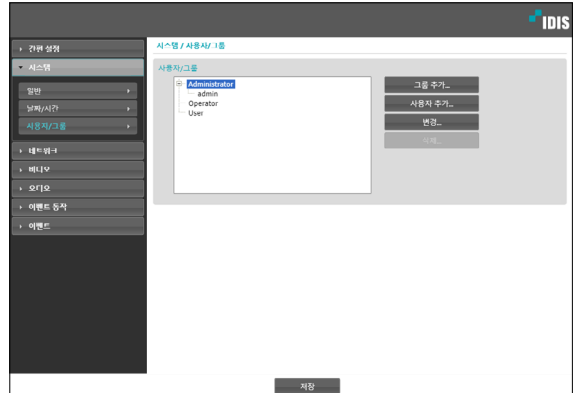 IDIS
간편 설정
시스템
일반
날짜/시간
사용자/그룹
네트워크
비디오
오디오
이벤트 동작
이벤트
시스템 / 사용자/그룹
사용자/그룹
Administrator
admin
Operator
User
그룹 추가...
사용자 추가...
변경...
삭제...
저장